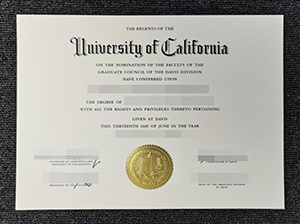 THE REGENTS OF THE
University of California
ON THE NOMINATION OF THE FACULTY OF THE
GRADUATE COUNCIL OF THE DAVIS DIVISION
HAVE CONFERRED UPON
THE DEGREE OF
WITH ALL THE RIGHTS AND PRIVILEGES THERETO PERTAINING
GIVEN AT DAVIS
THIS THIRTEENTH DAY OF JUNE IN THE YEAR